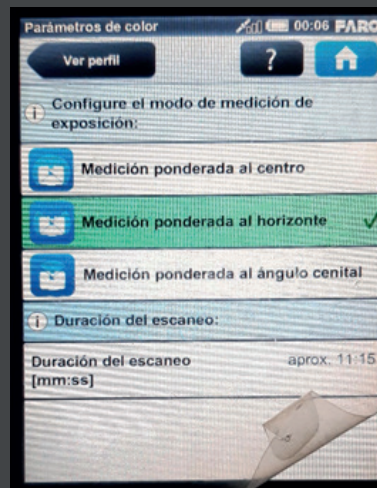 Parámetros de color
00:06 FARO
Ver perfil
?
i Configure el modo de medición de
exposición:
Medición ponderada al centro
Medición ponderada al horizonte
Medición ponderada al ángulo cenital
i Duración del escaneo:
Duración del escaneo aprox. 11:15
[mm:ss]